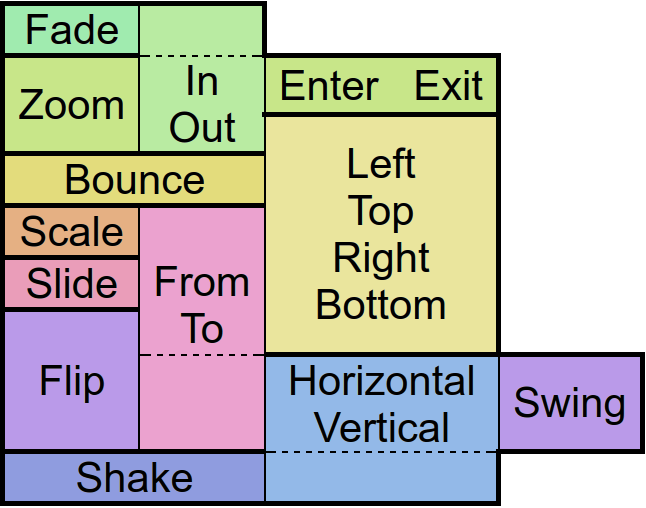 Fade
In
Out
Zoom
Enter Exit
Bounce
Left
Top
Right
Bottom
Scale
Slide
From
To
Flip
Horizontal
Vertical
Swing
Shake